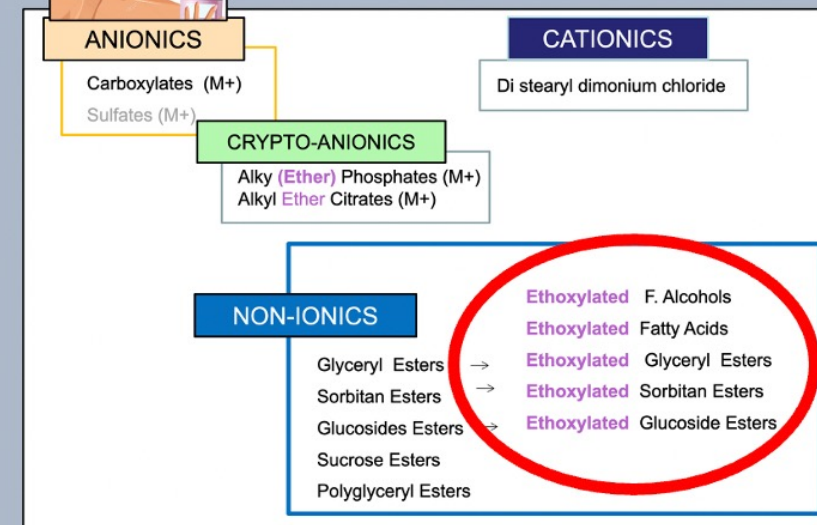 ANIONICS
Carboxylates (M+)
Sulfates (M+)
CATIONICS
Di stearyl dimonium chloride
CRYPTO-ANIONICS
Alky (Ether) Phosphates (M+)
Alkyl Ether Citrates (M+)
NON-IONICS
Glyceryl Esters →
Sorbitan Esters →
Glucosides Esters →
Sucrose Esters
Polyglyceryl Esters
Ethoxylated F. Alcohols
Ethoxylated Fatty Acids
Ethoxylated Glyceryl Esters
Ethoxylated Sorbitan Esters
Ethoxylated Glucoside Esters